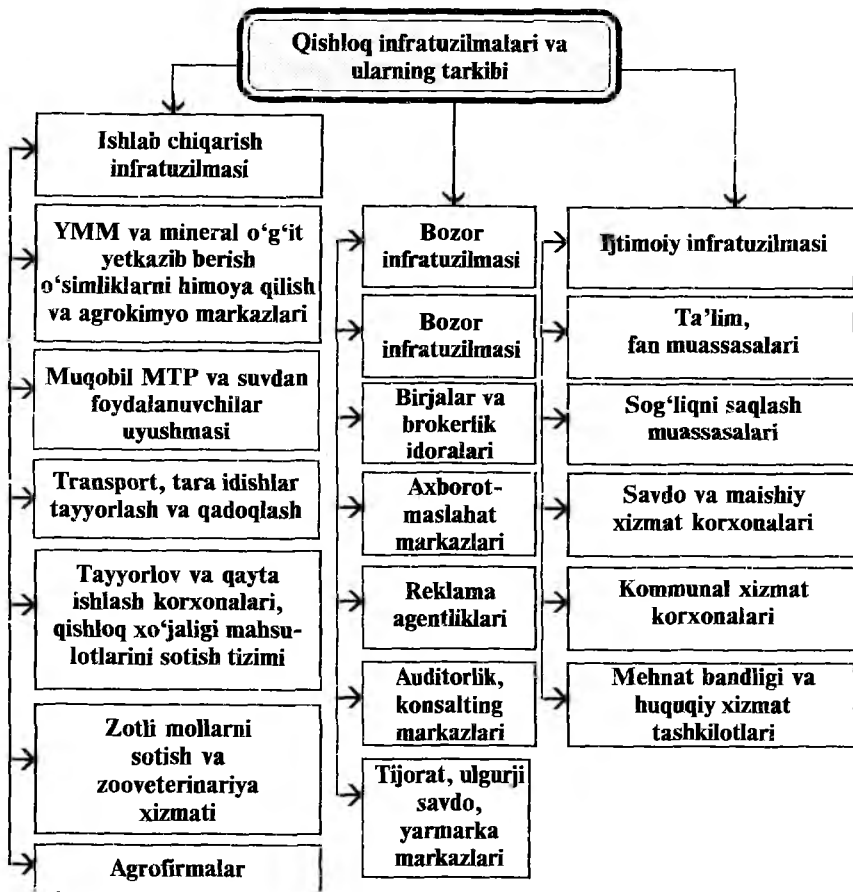 Qishloq infratuzilmalari va
ularning tarkibi
Ishlab chiqarish
infratuzilmasi
YMM va mineral o‘g‘it
yetkazib berish
o‘simliklarni himoya qilish
va agrokimyo markazlari
Muqobil MTP va suvdan
foydalanuvchilar
uyushmasi
Transport, tara idishlar
tayyorlash va qadoqlash
Tayyorlov va qayta
ishlash korxonalari,
qishloq xo‘jaligi mahsu-
lotlarini sotish tizimi
Zotli mollarni
sotish va
zooveterinariya
xizmati
Agrofirmalar
Bozor
infratuzilmasi
Bozor
infratuzilmasi
Birjalar va
brokerlik
idoralari
Axborot-
maslahat
markazlari
Reklama
agentliklari
Auditorlik,
konsalting
markazlari
Tijorat, ulgurji
savdo,
yarmarka
markazlari
Ijtimoiy infratuzilmasi
Ta’lim,
fan muassasalari
Sog‘liqni saqlash
muassasalari
Savdo va maishiy
xizmat korxonalari
Kommunal xizmat
korxonalari
Mehnat bandligi va
huquqiy xizmat
tashkilotlari